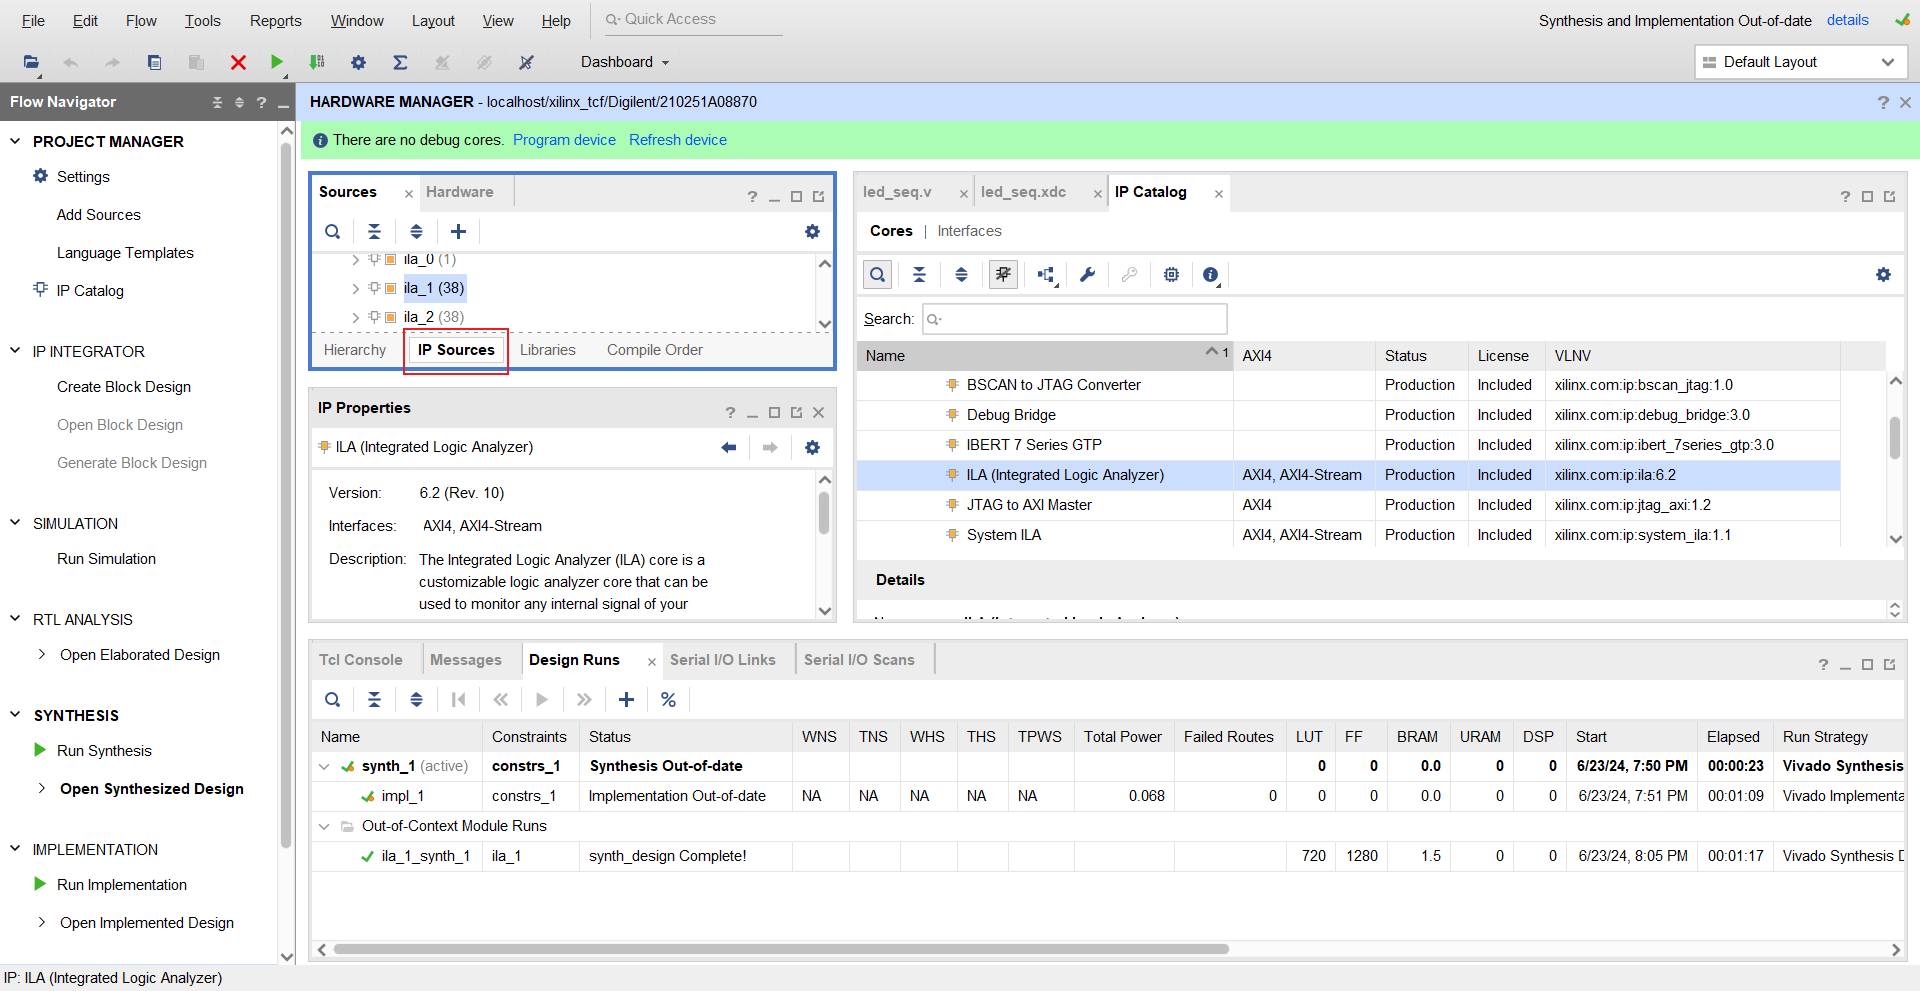 File Edit Flow Tools Reports Window Layout View Help Quick Access Synthesis and Implementation Out-of-date details
Dashboard Default Layout
Flow Navigator ?
HARDWARE MANAGER - localhost/xilinx_tcf/Digilent/210251A08870 ?
There are no debug cores. Program device Refresh device
PROJECT MANAGER
Settings
Add Sources
Language Templates
IP Catalog
IP INTEGRATOR
Create Block Design
Open Block Design
Generate Block Design
SIMULATION
Run Simulation
RTL ANALYSIS
Open Elaborated Design
SYNTHESIS
Run Synthesis
Open Synthesized Design
IMPLEMENTATION
Run Implementation
Open Implemented Design
Sources Hardware ?
ila_0 (1)
ila_1 (38)
ila_2 (38)
Hierarchy IP Sources Libraries Compile Order
IP Properties ?
ILA (Integrated Logic Analyzer)
Version: 6.2 (Rev. 10)
Interfaces: AXI4, AXI4-Stream
Description: The Integrated Logic Analyzer (ILA) core is a
customizable logic analyzer core that can be
used to monitor any internal signal of your
led_seq.v led_seq.xdc IP Catalog ?
Cores | Interfaces
Search:
Name 1 AXI4 Status License VLNV
BSCAN to JTAG Converter Production Included xilinx.com:ip:bscan_jtag:1.0
Debug Bridge Production Included xilinx.com:ip:debug_bridge:3.0
IBERT 7 Series GTP Production Included xilinx.com:ip:ibert_7series_gtp:3.0
ILA (Integrated Logic Analyzer) AXI4, AXI4-Stream Production Included xilinx.com:ip:ila:6.2
JTAG to AXI Master AXI4 Production Included xilinx.com:ip:jtag_axi:1.2
System ILA AXI4, AXI4-Stream Production Included xilinx.com:ip:system_ila:1.1
Details
Tcl Console Messages Design Runs Serial I/O Links Serial I/O Scans ?
Name Constraints Status WNS TNS WHS THS TPWS Total Power Failed Routes LUT FF BRAM URAM DSP Start Elapsed Run Strategy
synth_1 (active) constrs_1 Synthesis Out-of-date 0 0 0.0 0 0 6/23/24, 7:50 PM 00:00:23 Vivado Synthesis
impl_1 constrs_1 Implementation Out-of-date NA NA NA NA NA 0.068 0 0 0 0.0 0 0 6/23/24, 7:51 PM 00:01:09 Vivado Implementa
Out-of-Context Module Runs
ila_1_synth_1 ila_1 synth_design Complete! 720 1280 1.5 0 0 6/23/24, 8:05 PM 00:01:17 Vivado Synthesis D
IP: ILA (Integrated Logic Analyzer)